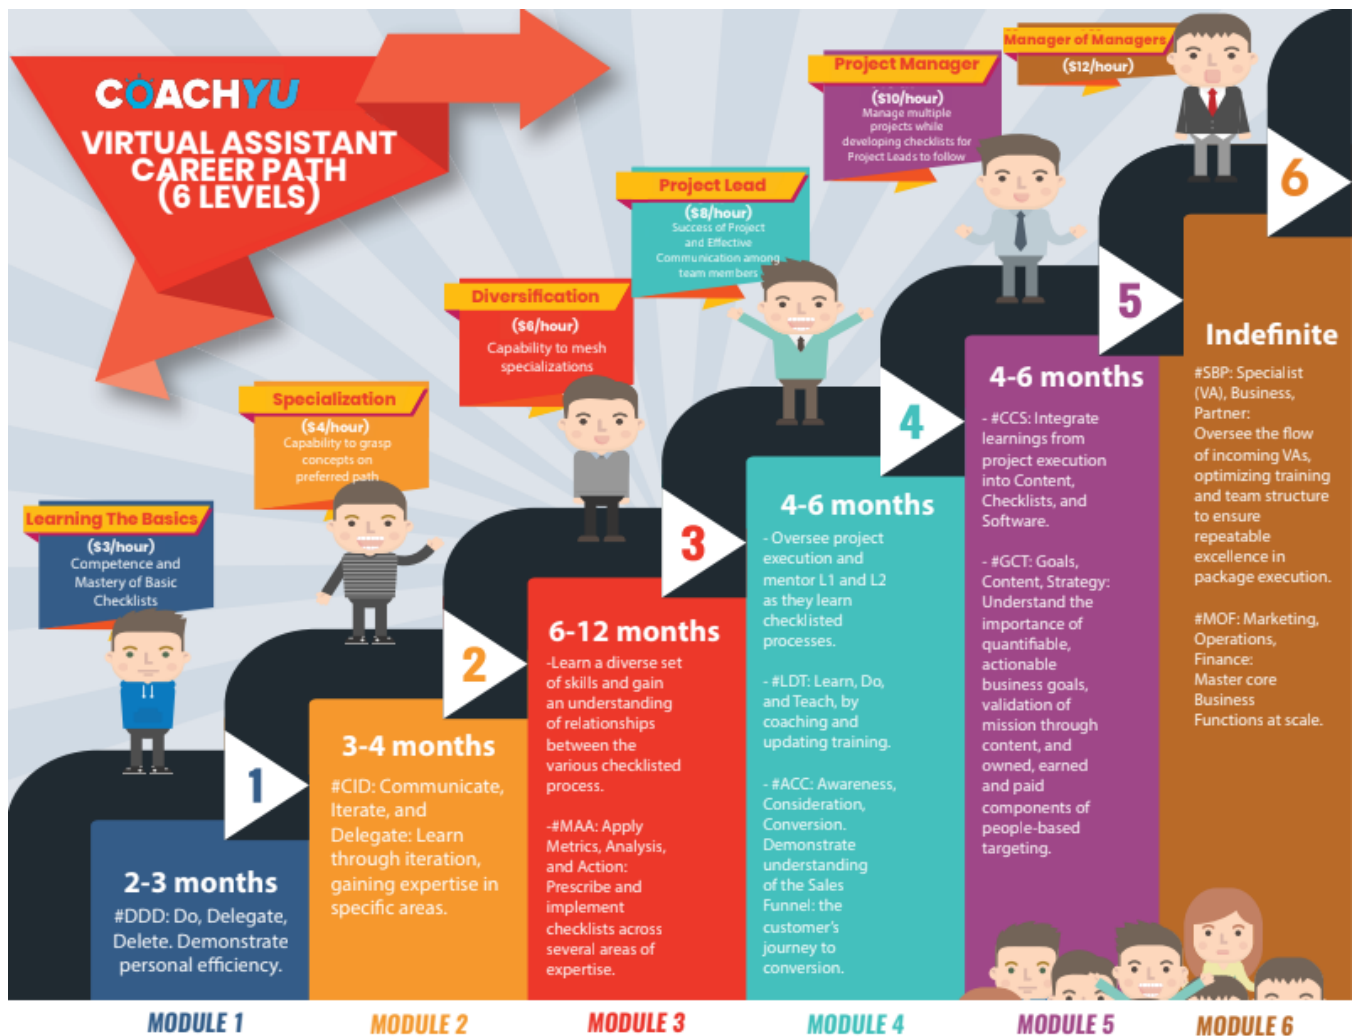 COACHYU
VIRTUAL ASSISTANT
CAREER PATH
(6 LEVELS)
Learning The Basics
($3/hour)
Competence and
Mastery of Basic
Checklists
1
2-3 months
#DDD: Do, Delegate,
Delete. Demonstrate
personal efficiency.
MODULE 1
Specialization
($4/hour)
Capability to grasp
concepts on
preferred path
2
3-4 months
#CID: Communicate,
Iterate, and
Delegate: Learn
through iteration,
gaining expertise in
specific areas.
MODULE 2
Diversification
($6/hour)
Capability to mesh
specializations
3
6-12 months
-Learn a diverse set
of skills and gain
an understanding
of relationships
between the
various checklisted
process.
-#MAA: Apply
Metrics, Analysis,
and Action:
Prescribe and
implement
checklists across
several areas of
expertise.
MODULE 3
Project Lead
($8/hour)
Success of Project
and Effective
Communication among
team members
4
4-6 months
- Oversee project
execution and
mentor L1 and L2
as they learn
checklisted
processes.
- #LDT: Learn, Do,
and Teach, by
coaching and
updating training.
- #ACC: Awareness,
Consideration,
Conversion.
Demonstrate
understanding
of the Sales
Funnel: the
customer's
journey to
conversion.
MODULE 4
Project Manager
($10/hour)
Manage multiple
projects while
developing checklists for
Project Leads to follow
5
4-6 months
- #CCS: Integrate
learnings from
project execution
into Content,
Checklists, and
Software.
- #GCT: Goals,
Content, Strategy:
Understand the
importance of
quantifiable,
actionable
business goals,
validation of
mission through
content, and
owned, earned
and paid
components of
people-based
targeting.
MODULE 5
Manager of Managers
($12/hour)
6
Indefinite
#SBP: Specialist
(VA), Business,
Partner:
Oversee the flow
of incoming VAs,
optimizing training
and team structure
to ensure
repeatable
excellence in
package execution.
#MOF: Marketing,
Operations,
Finance:
Master core
Business
Functions at scale.
MODULE 6